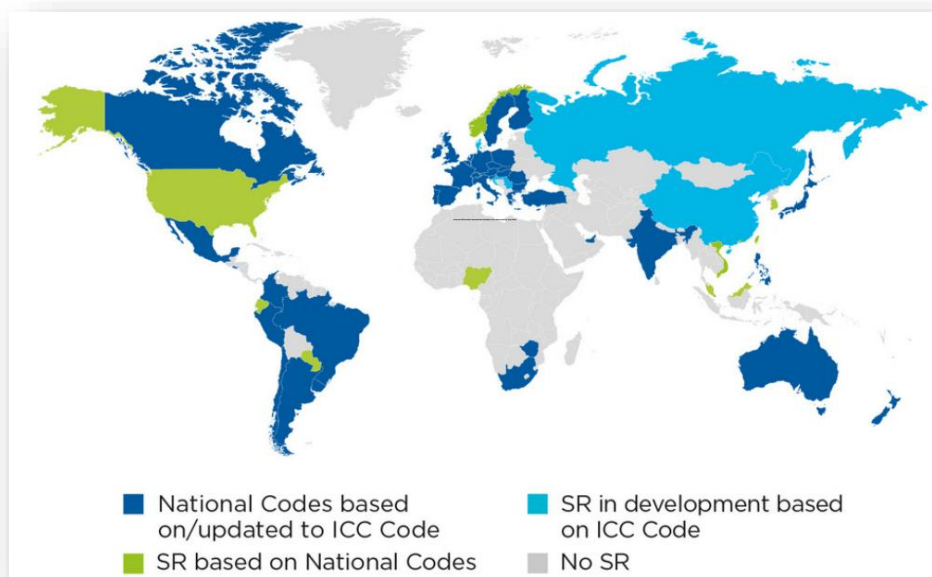 National Codes based
on/updated to ICC Code
SR based on National Codes
SR in development based
on ICC Code
No SR